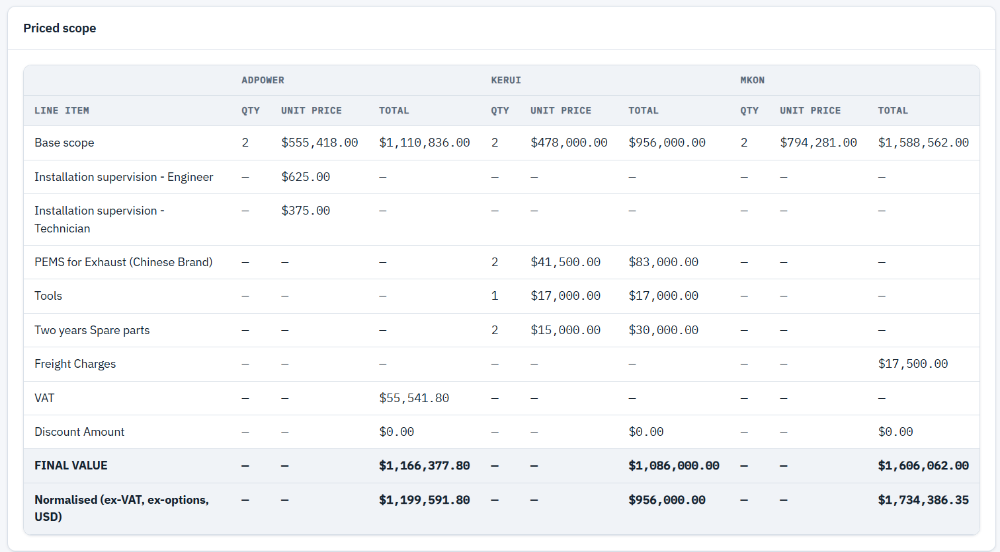 Priced scope
ADPOWER KERUI MKON
LINE ITEM QTY UNIT PRICE TOTAL QTY UNIT PRICE TOTAL QTY UNIT PRICE TOTAL
Base scope 2 $555,418.00 $1,110,836.00 2 $478,000.00 $956,000.00 2 $794,281.00 $1,588,562.00
Installation supervision - Engineer — $625.00 — — — — — — —
Installation supervision - — $375.00 — — — — — — —
Technician
PEMS for Exhaust (Chinese Brand) — — — 2 $41,500.00 $83,000.00 — — —
Tools — — — 1 $17,000.00 $17,000.00 — — —
Two years Spare parts — — — 2 $15,000.00 $30,000.00 — — —
Freight Charges — — — — — — — — $17,500.00
VAT — — $55,541.80 — — — — — —
Discount Amount — — $0.00 — — $0.00 — — $0.00
FINAL VALUE — — $1,166,377.80 — — $1,086,000.00 — — $1,606,062.00
Normalised (ex-VAT, ex-options, — — $1,199,591.80 — — $956,000.00 — — $1,734,386.35
USD)